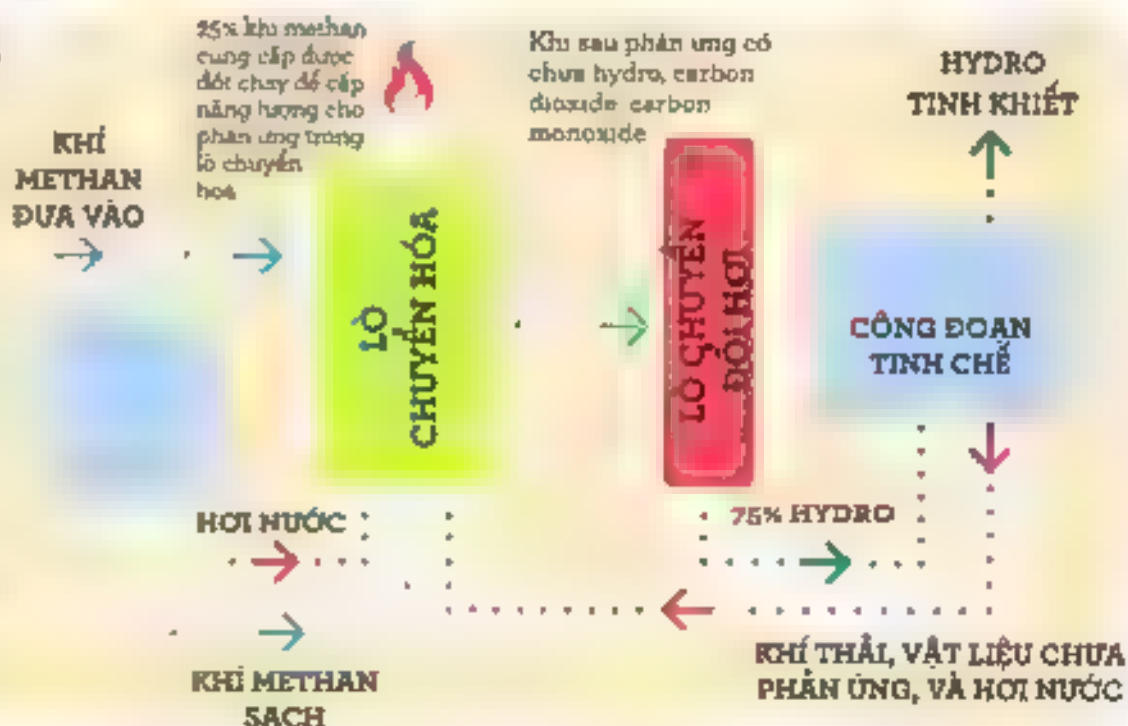 KHÍ
METHAN
ĐƯA VÀO
25% khí methan
cung cấp được
đốt cháy để cấp
năng lượng cho
phản ứng trong
lò chuyển
hoá
LÒ
CHUYỂN HÓA
Khí sau phản ứng có
chứa hydro, carbon
dioxide carbon
monoxide
LÒ CHUYỂN
ĐỔI HƠI
HYDRO
TINH KHIẾT
CÔNG ĐOẠN
TINH CHẾ
HƠI NƯỚC
75% HYDRO
KHÍ METHAN
SẠCH
KHÍ THẢI, VẬT LIỆU CHƯA
PHẢN ỨNG, VÀ HƠI NƯỚC